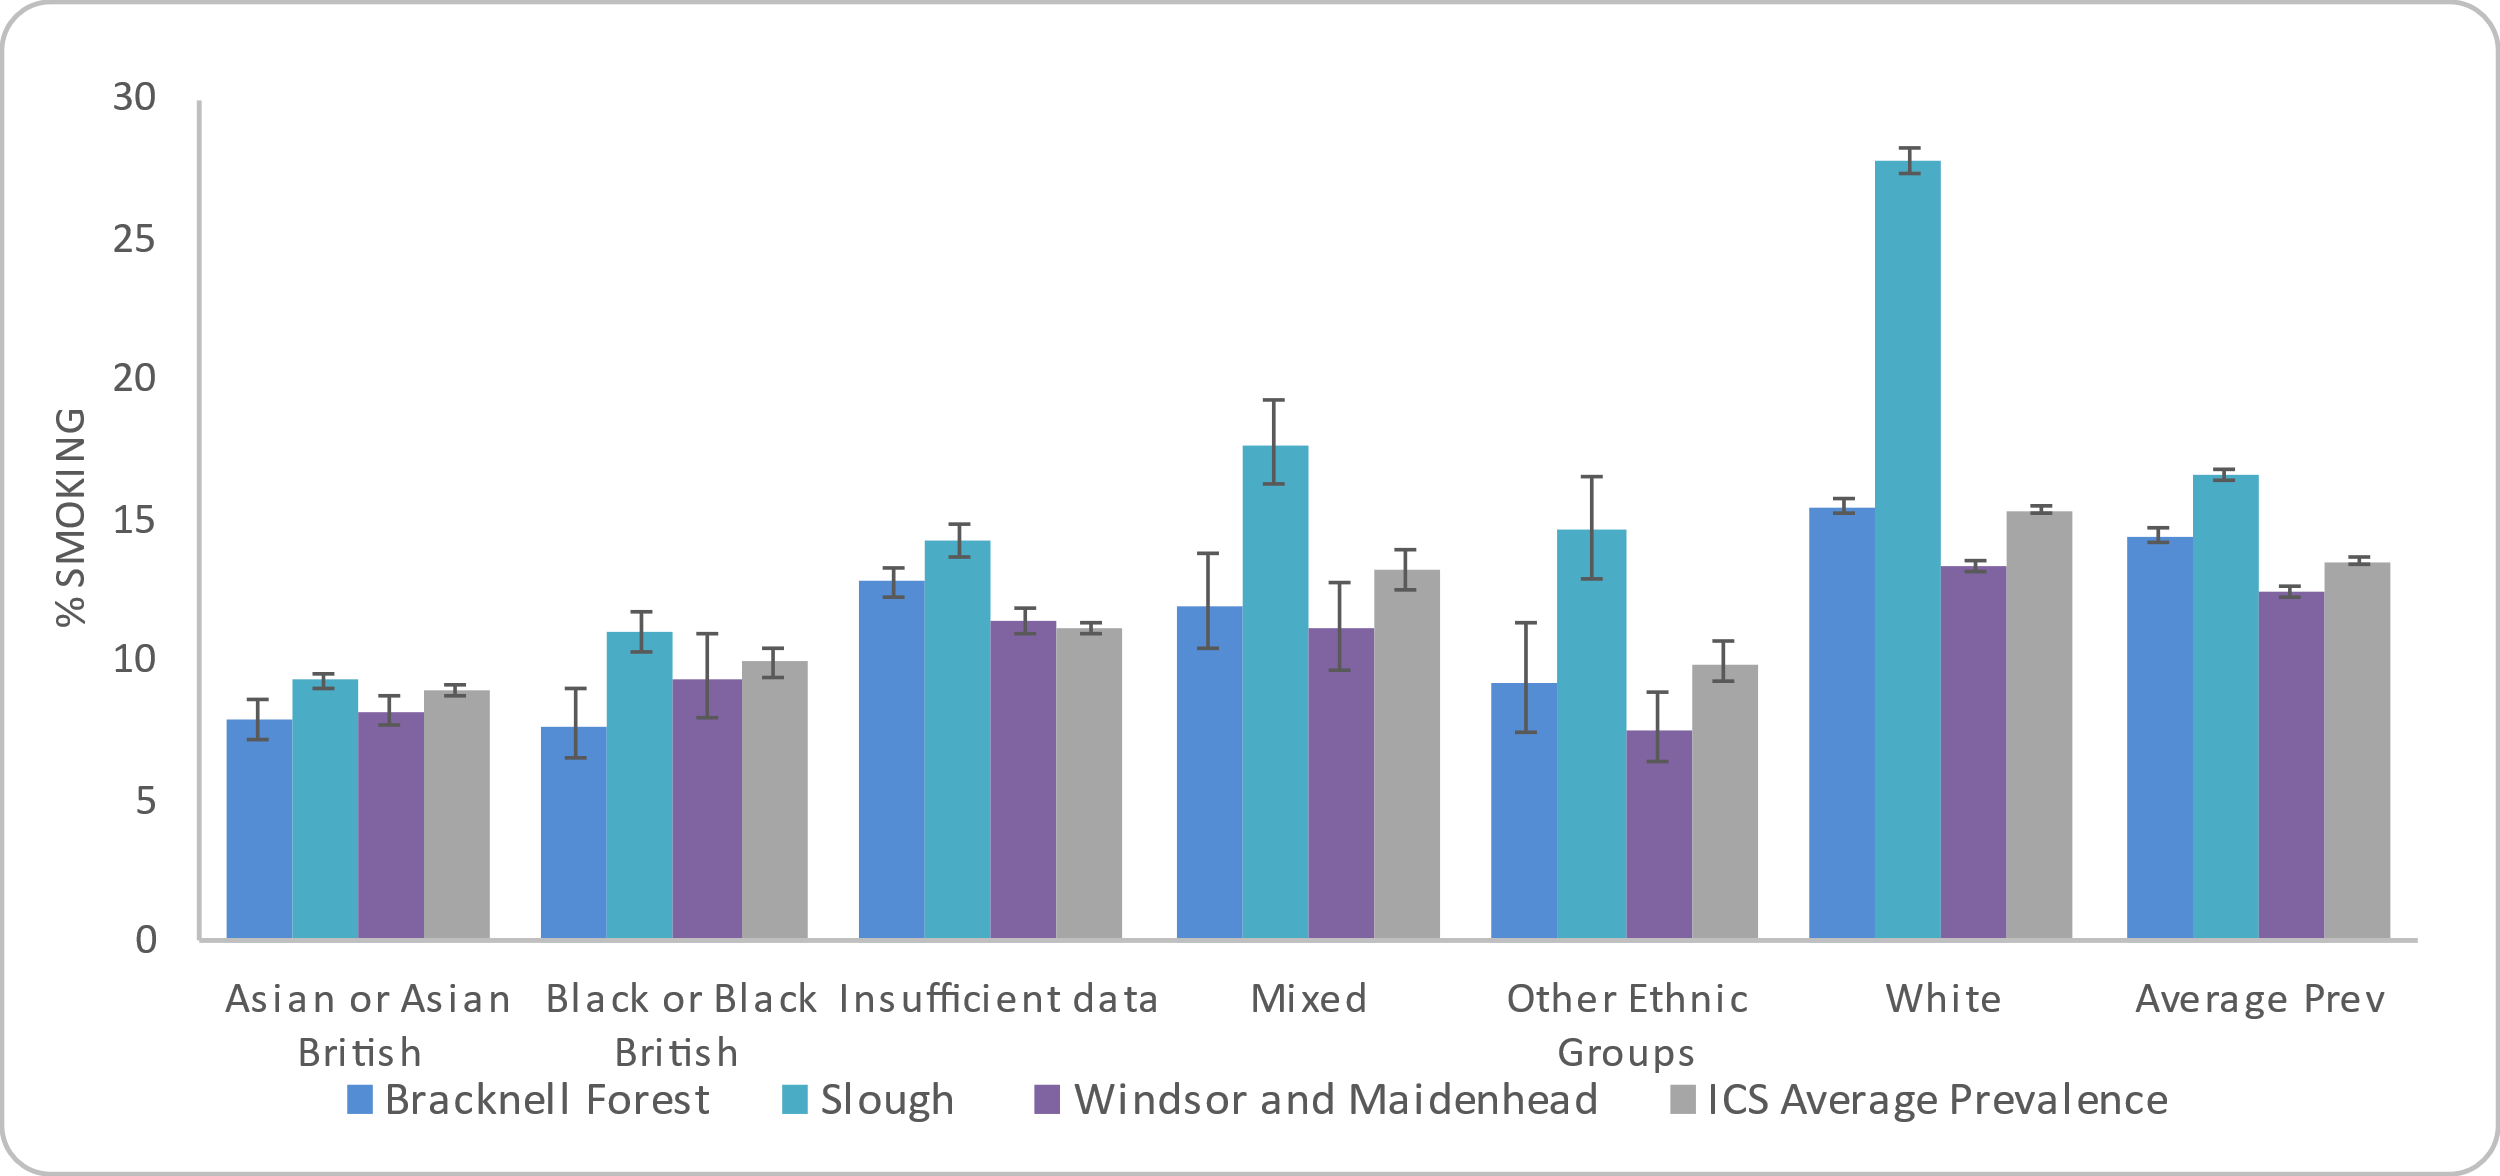 30
25
20
15
10
5
0
% SMOKING
Asian or Asian British
Black or Black British
Insufficient data
Mixed
Other Ethnic Groups
White
Average Prev
Bracknell Forest
Slough
Windsor and Maidenhead
ICS Average Prevalence